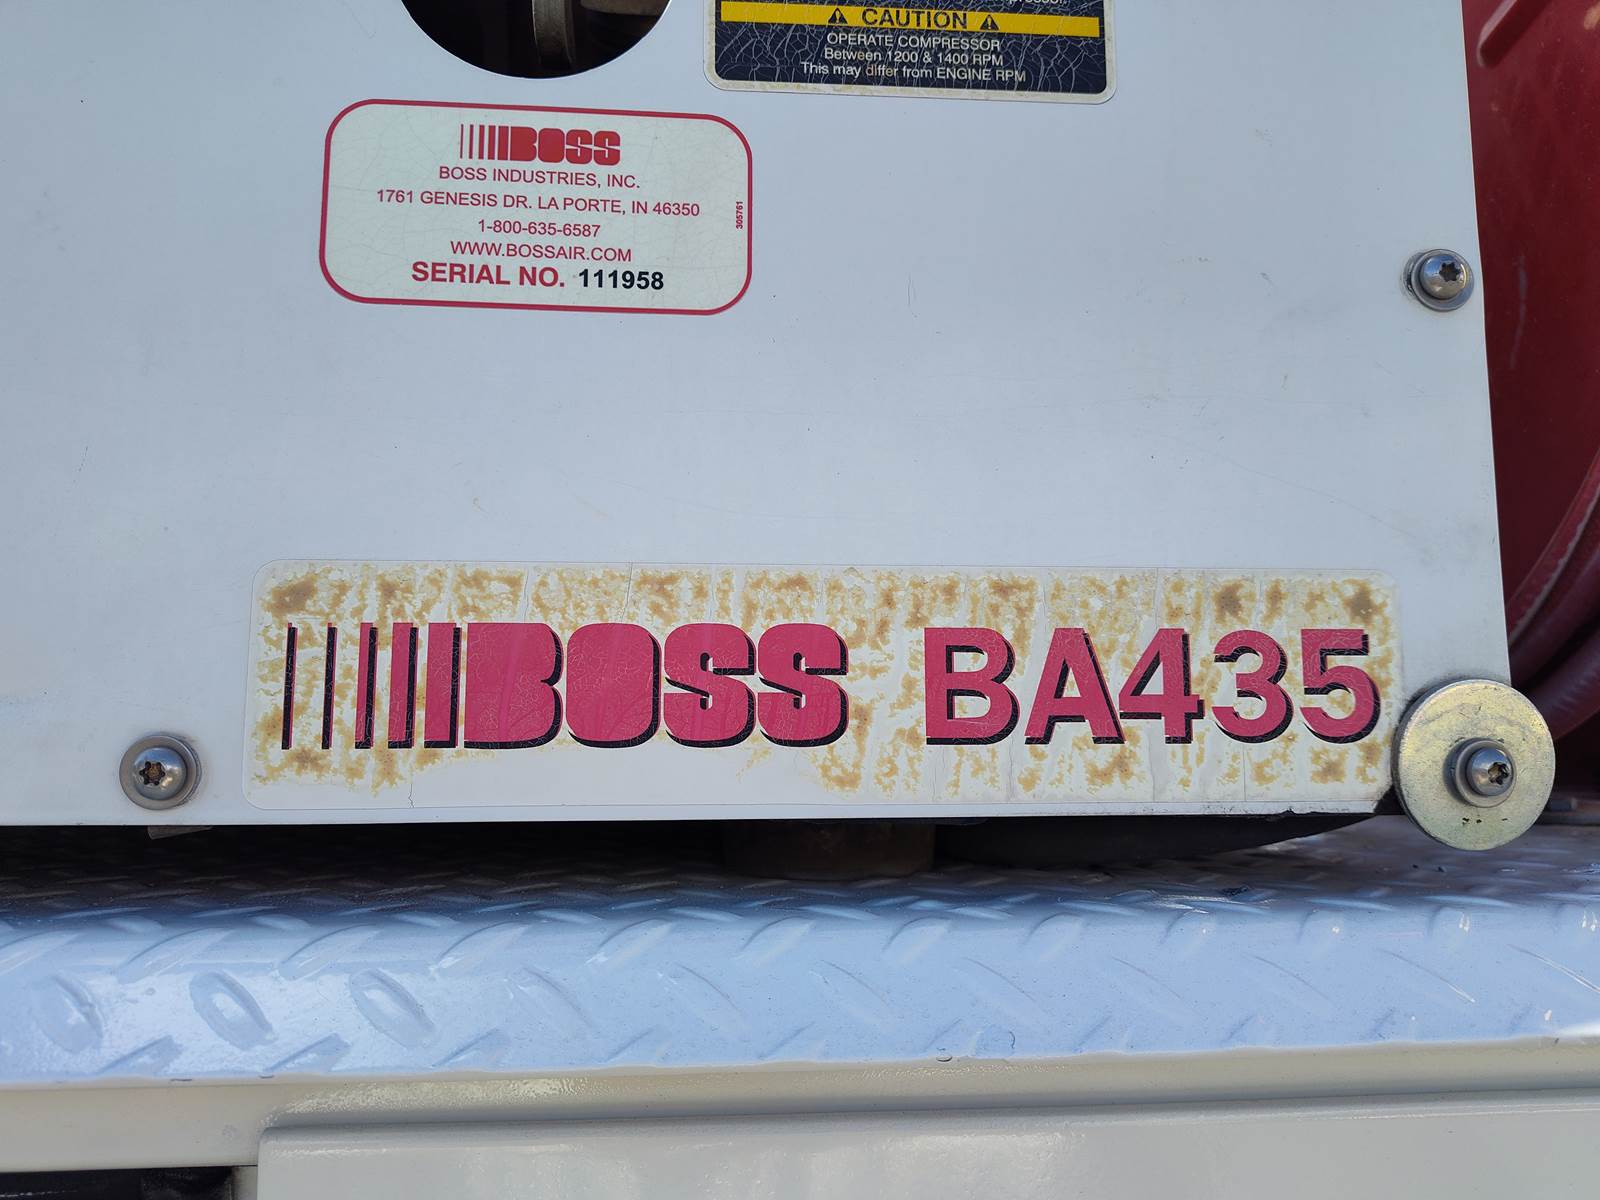 CAUTION
OPERATE COMPRESSOR
Between 1200 & 1400 RPM
This may differ from ENGINE RPM
BOSS
BOSS INDUSTRIES, INC.
1761 GENESIS DR. LA PORTE, IN 46350
1-800-635-6587
WWW.BOSSAIR.COM
SERIAL NO. 111958
305761
BOSS BA435